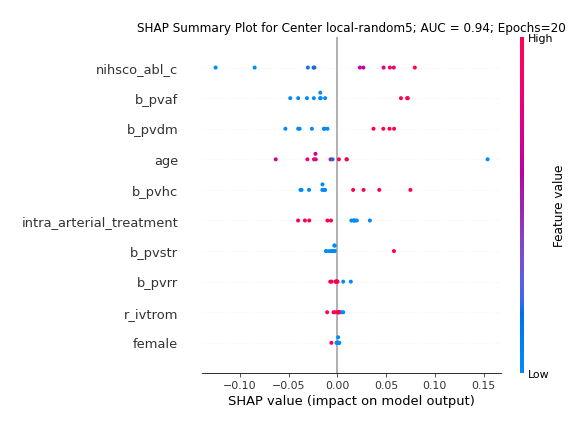 SHAP Summary Plot for Center local-random5; AUC = 0.94; Epochs=20
High
nihsco_abl_c
b_pvaf
b_pvdm
age
b_pvhc
intra_arterial_treatment
b_pvstr
b_pvrr
r_ivtrom
female
Feature value
Low
−0.10 −0.05 0.00 0.05 0.10 0.15
SHAP value (impact on model output)